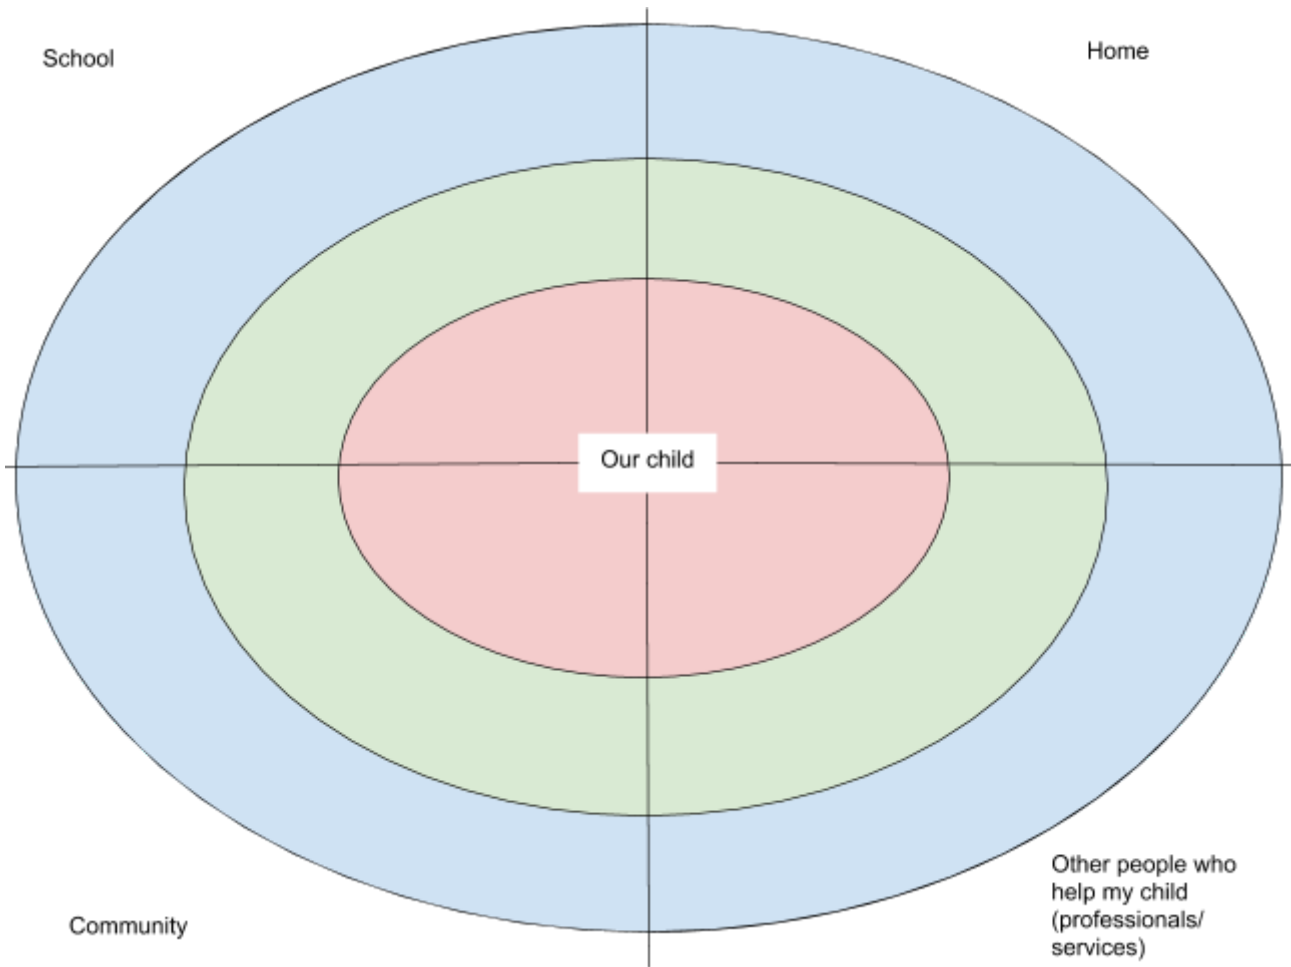 School
Home
Our child
Community
Other people who
help my child
(professionals/
services)